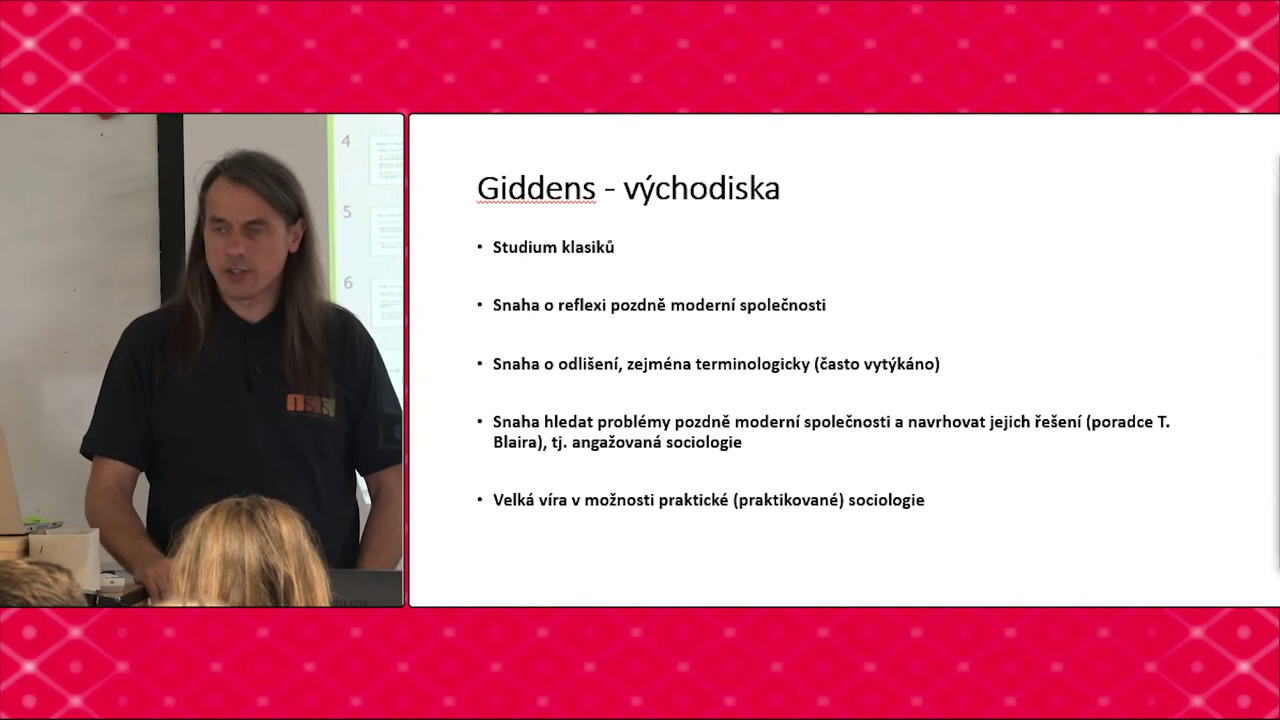 4
5
6
Giddens - východiska
• Studium klasiků
• Snaha o reflexi pozdně moderní společnosti
• Snaha o odlišení, zejména terminologicky (často vytýkáno)
• Snaha hledat problémy pozdně moderní společnosti a navrhovat jejich řešení (poradce T.
Blaira), tj. angažovaná sociologie
• Velká víra v možnosti praktické (praktikované) sociologie